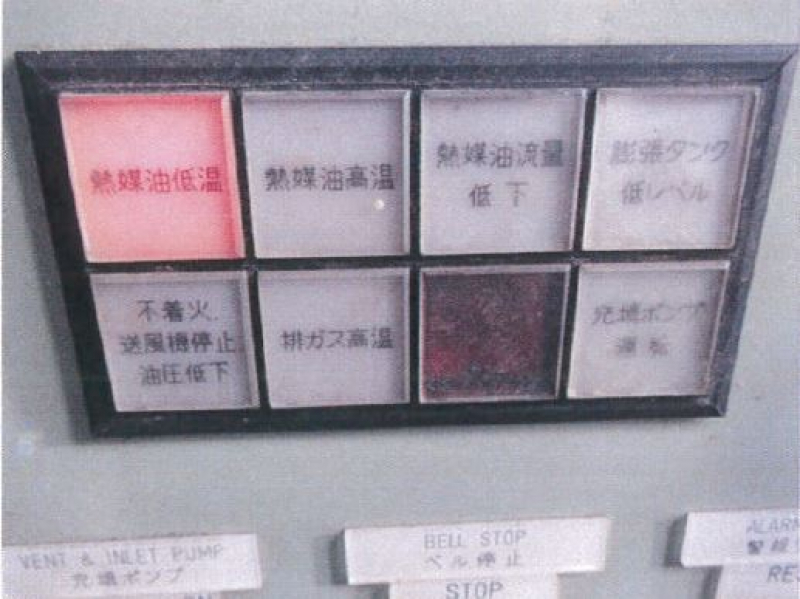 熱媒油低温
熱媒油高温
熱媒油流量
低下
膨張タンク
低レベル
不着火.
送風機停止.
油圧低下
排ガス高温
充填ポンプ
運転
VENT & INLET PUMP
充填ポンプ
BELL STOP
ベル停止
STOP
ALARM